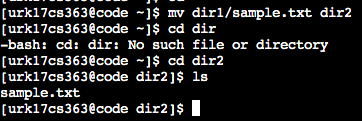 [urk17cs363@code ~]$ mv dir1/sample.txt dir2
[urk17cs363@code ~]$ cd dir
-bash: cd: dir: No such file or directory
[urk17cs363@code ~]$ cd dir2
[urk17cs363@code dir2]$ ls
sample.txt
[urk17cs363@code dir2]$